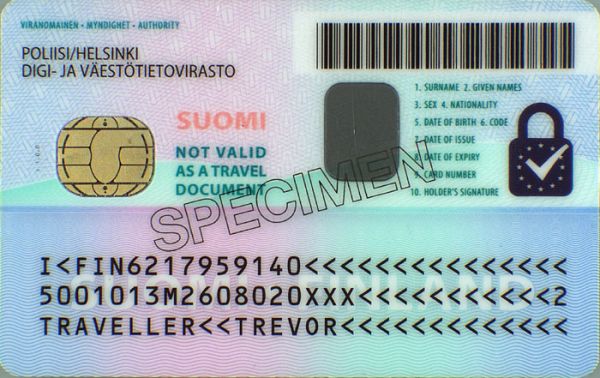 VIRANOMAINEN • MYNDIGHET • AUTHORITY
POLIISI/HELSINKI
DIGI- JA VÄESTÖTIETOVIRASTO
1. SURNAME 2. GIVEN NAMES
3. SEX 4. NATIONALITY
5. DATE OF BIRTH 6. CODE
7. DATE OF ISSUE
8. DATE OF EXPIRY
9. CARD NUMBER
10. HOLDER'S SIGNATURE
SUOMI
NOT VALID
AS A TRAVEL
DOCUMENT
SPECIMEN
SUOMI FINLAND
I<FIN6217959140<<<<<<<<<<<<<<<
5001013M2608020XXX<<<<<<<<<<<2
TRAVELLER<<TREVOR<<<<<<<<<<<<<